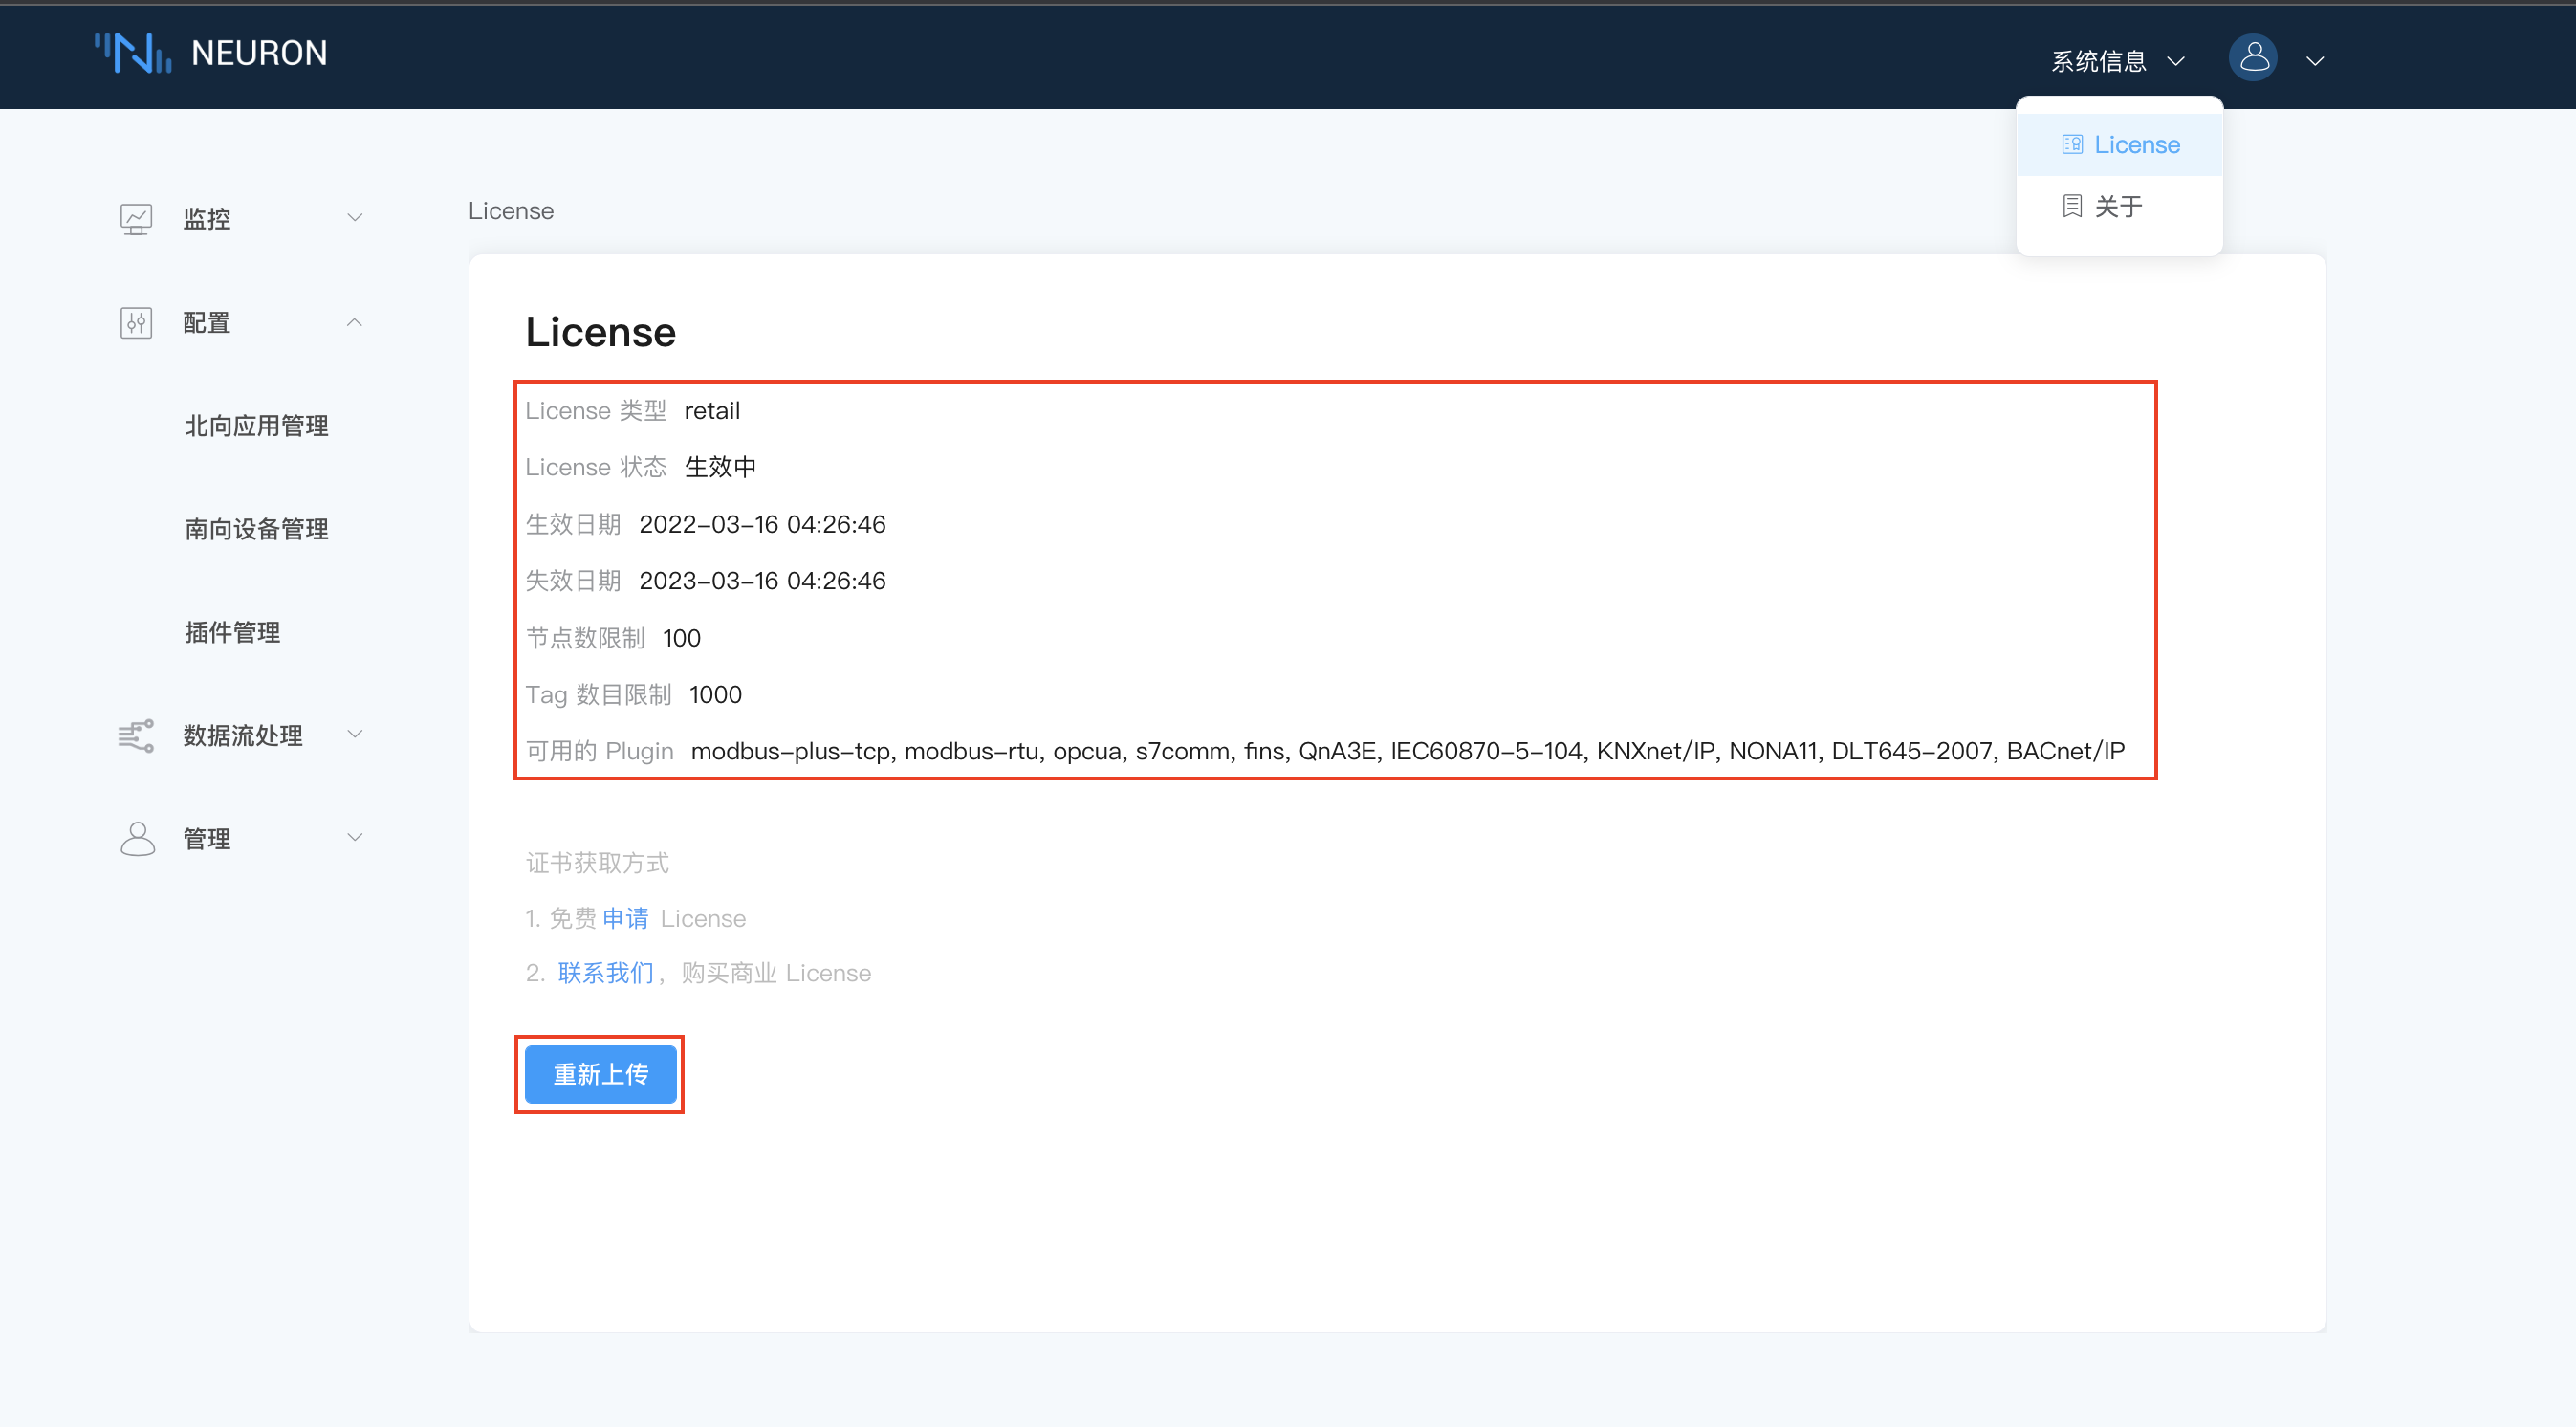 NEURON
系统信息
License
关于
监控
配置
北向应用管理
南向设备管理
插件管理
数据流处理
管理
License
License
License 类型 retail
License 状态 生效中
生效日期 2022-03-16 04:26:46
失效日期 2023-03-16 04:26:46
节点数限制 100
Tag 数目限制 1000
可用的 Plugin modbus-plus-tcp, modbus-rtu, opcua, s7comm, fins, QnA3E, IEC60870-5-104, KNXnet/IP, NONA11, DLT645-2007, BACnet/IP
证书获取方式
1. 免费 申请 License
2. 联系我们，购买商业 License
重新上传